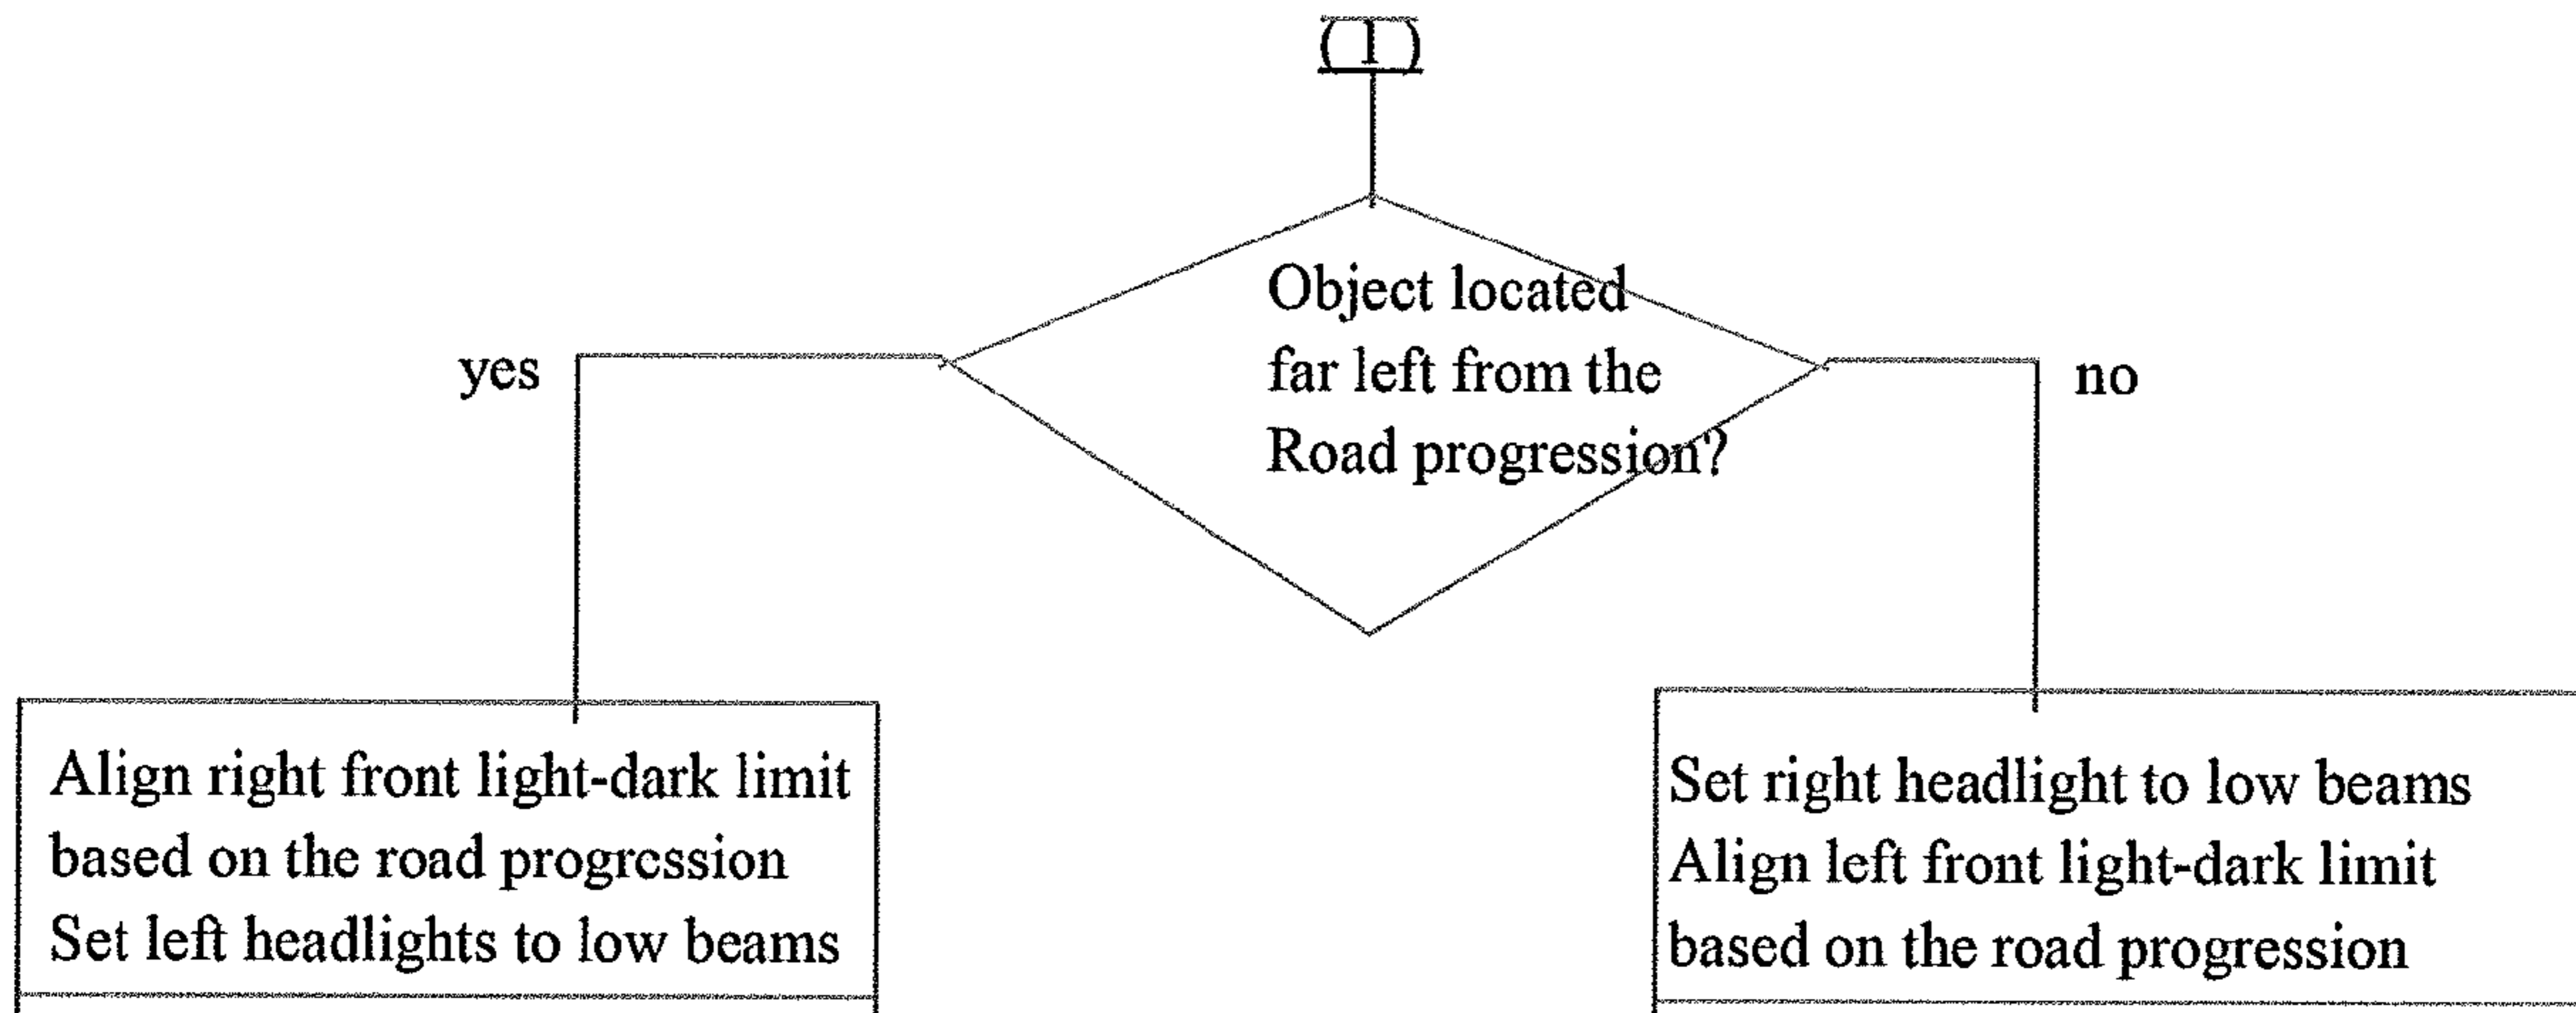 (1)
Object located
far left from the
Road progression?
yes
no
Align right front light-dark limit
based on the road progression
Set left headlights to low beams
Set right headlight to low beams
Align left front light-dark limit
based on the road progression